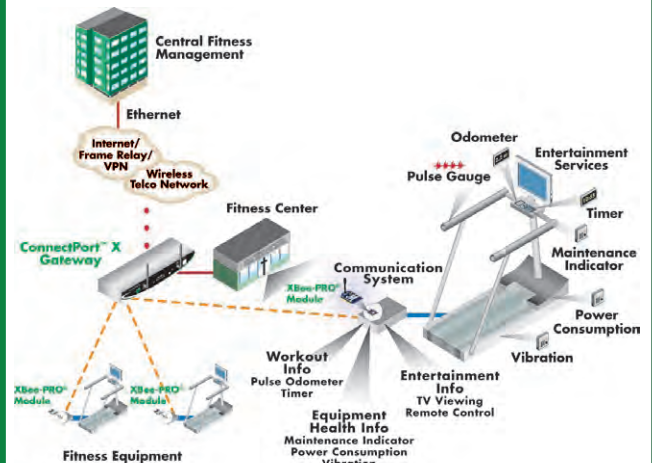 Central Fitness
Management
Ethernet
Internet/
Frame Relay/
VPN
Wireless
Telco Network
Odometer
Entertainment
Services
Pulse Gauge
Timer
Fitness Center
ConnectPort™ X
Gateway
Maintenance
Indicator
Communication
System
XBee-PRO®
Module
Power
Consumption
Vibration
Workout
Info
Pulse Odometer
Timer
Entertainment
Info
TV Viewing
Remote Control
Equipment
Health Info
Maintenance Indicator
Power Consumption
Vibration
XBee-PRO®
Module
XBee-PRO®
Module
Fitness Equipment